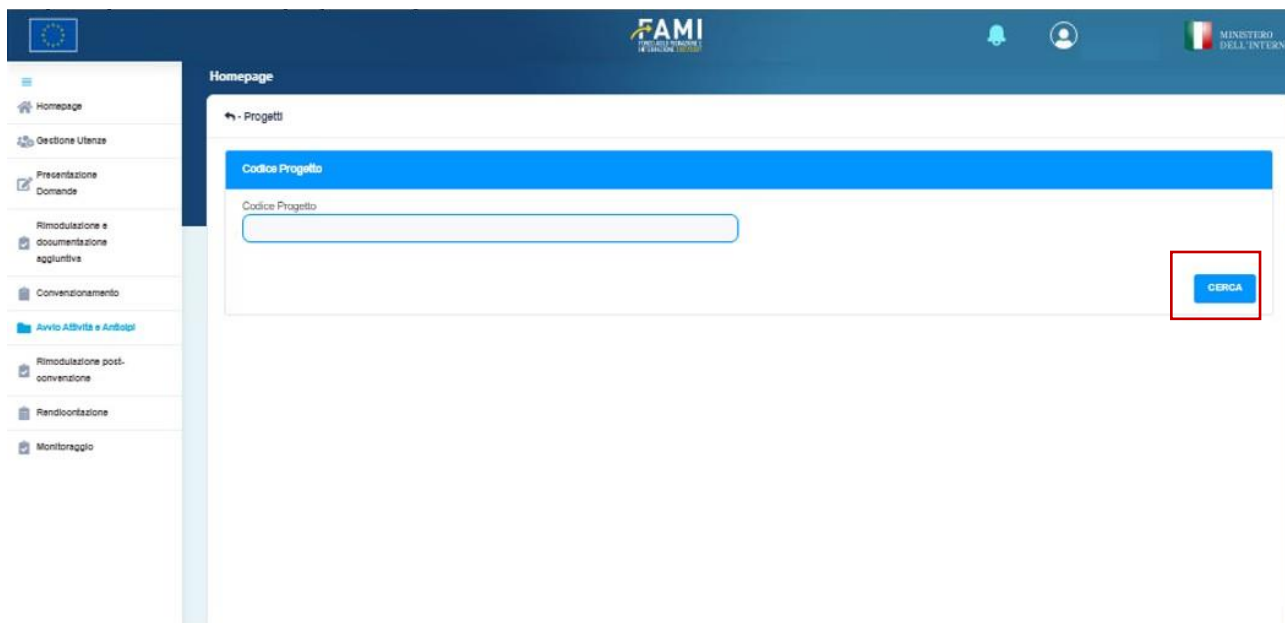 FAMI
MINISTERO
DELL'INTERN
Homepage
Homepage
- Progetti
Gestione Utenze
Codice Progetto
Presentazione
Domande
Codice Progetto
Rimodulazione e
documentazione
aggiuntiva
CERCA
Convenzionamento
Avvio Attività e Anticipi
Rimodulazione post-
convenzione
Rendicontazione
Monitoraggio